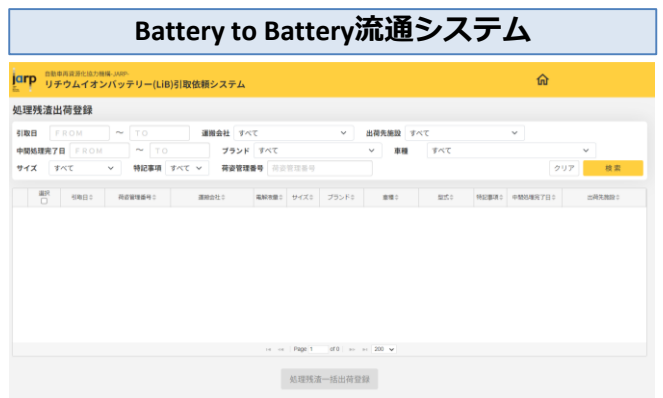 Battery to Battery流通システム
jarp 自動車再資源化協力機構-JARP-
リチウムイオンバッテリー(LiB)引取依頼システム
処理残渣出荷登録
引取日 FROM ～ TO 運搬会社 すべて 出荷先施設 すべて
中間処理完了日 FROM ～ TO ブランド すべて 車種 すべて
サイズ すべて 特記事項 すべて 荷姿管理番号 荷姿管理番号 クリア 検索
選択 引取日 荷姿管理番号 運搬会社 電解液量 サイズ ブランド 車種 型式 特記事項 中間処理完了日 出荷先施設
Page: 1 of 0 200
処理残渣一括出荷登録